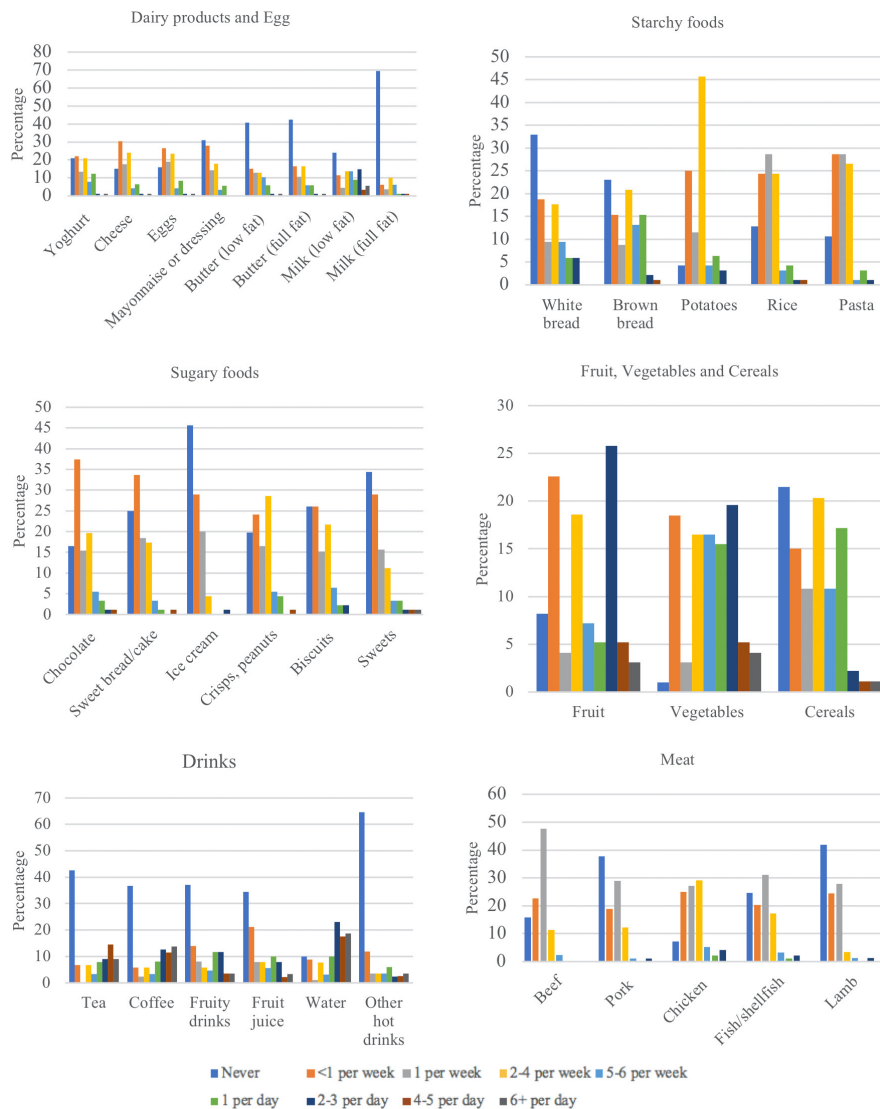 Dairy products and Egg
Percentage
80
70
60
50
40
30
20
10
0
Yoghurt
Cheese
Eggs
Mayonnaise or dressing
Butter (low fat)
Butter (full fat)
Milk (low fat)
Milk (full fat)
Starchy foods
Percentage
50
45
40
35
30
25
20
15
10
5
0
White bread
Brown bread
Potatoes
Rice
Pasta
Sugary foods
Percentage
50
45
40
35
30
25
20
15
10
5
0
Chocolate
Sweet bread/cake
Ice cream
Crisps, peanuts
Biscuits
Sweets
Fruit, Vegetables and Cereals
Percentage
30
25
20
15
10
5
0
Fruit
Vegetables
Cereals
Drinks
Percentaege
70
60
50
40
30
20
10
0
Tea
Coffee
Fruity drinks
Fruit juice
Water
Other hot drinks
Meat
Percentage
60
50
40
30
20
10
0
Beef
Pork
Chicken
Fish/shellfish
Lamb
Never
<1 per week
1 per week
2-4 per week
5-6 per week
1 per day
2-3 per day
4-5 per day
6+ per day